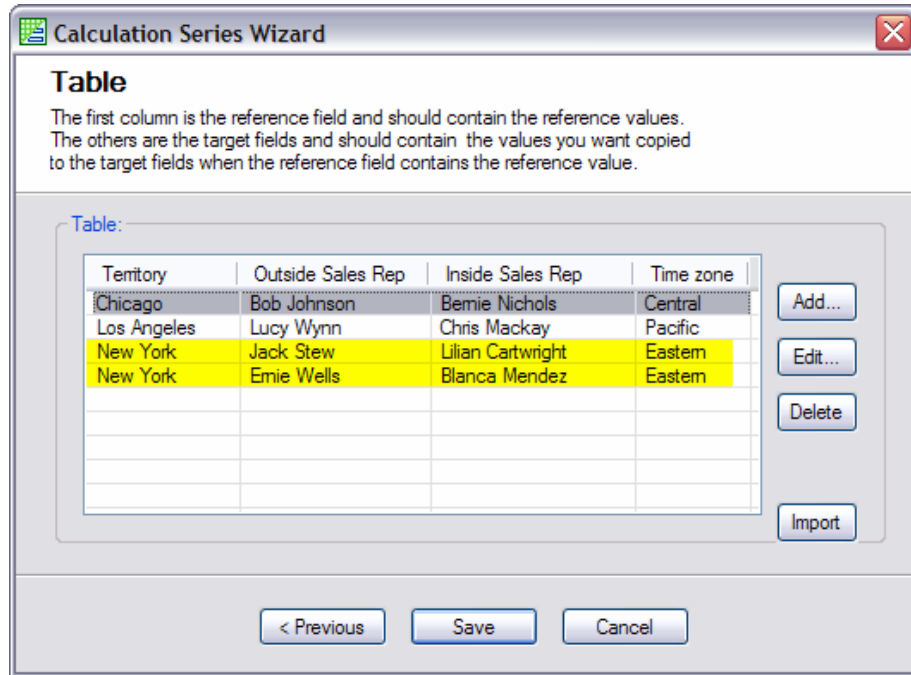 Calculation Series Wizard
Table
The first column is the reference field and should contain the reference values.
The others are the target fields and should contain the values you want copied
to the target fields when the reference field contains the reference value.
Table:
Territory Outside Sales Rep Inside Sales Rep Time zone
Chicago Bob Johnson Bernie Nichols Central
Los Angeles Lucy Wynn Chris Mackay Pacific
New York Jack Stew Lilian Cartwright Eastern
New York Ernie Wells Blanca Mendez Eastern
Add...
Edit...
Delete
Import
< Previous Save Cancel